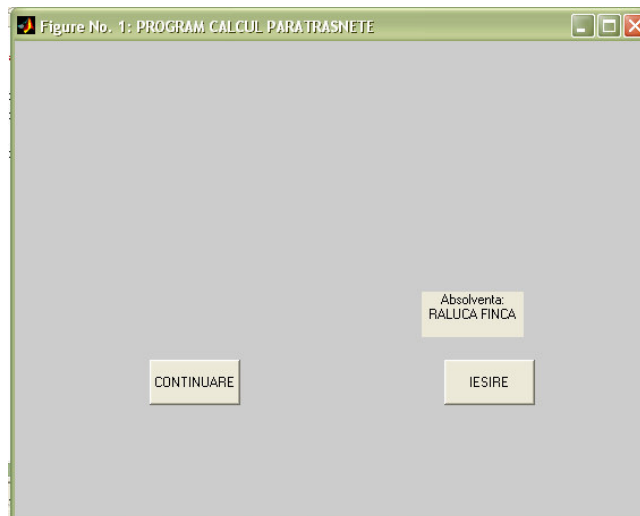 Figure No. 1: PROGRAM CALCUL PARATRASNETE
Absolventa:
RALUCA FINCA
CONTINUARE
IESIRE